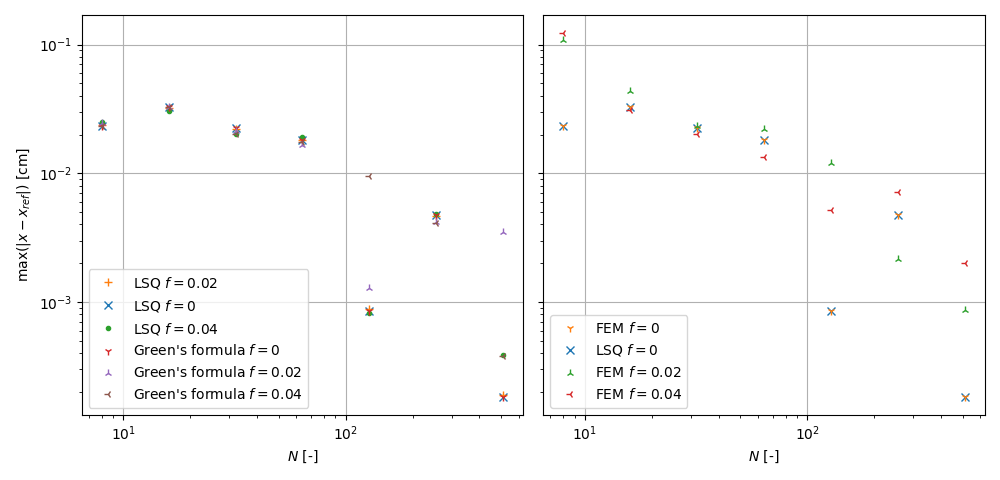 max(|x − x_ref|) [cm]
10⁻¹
10⁻²
10⁻³
LSQ f = 0.02
LSQ f = 0
LSQ f = 0.04
Green's formula f = 0
Green's formula f = 0.02
Green's formula f = 0.04
10¹
10²
N [-]
FEM f = 0
LSQ f = 0
FEM f = 0.02
FEM f = 0.04
10¹
10²
N [-]